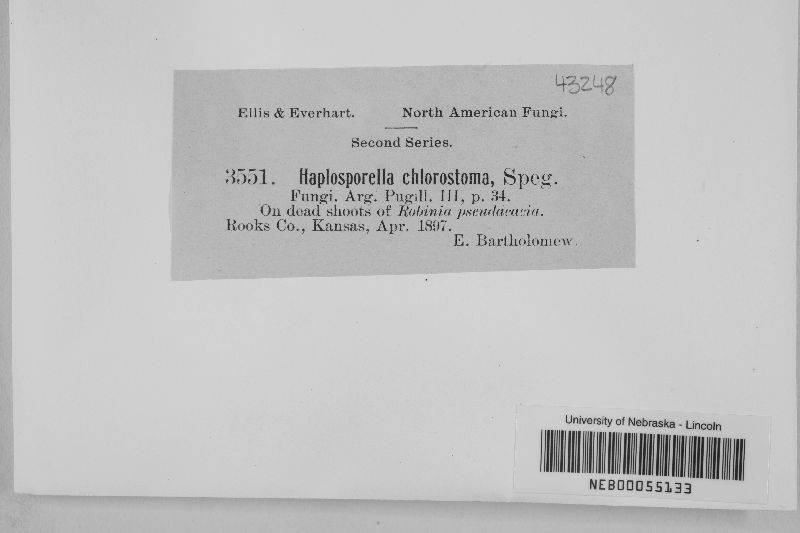 43248
Ellis & Everhart. North American Fungi.
Second Series.
3551. Haplosporella chlorostoma, Speg.
Fungi. Arg. Pugill. III, p. 34.
On dead shoots of Robinia pseudacacia.
Rooks Co., Kansas, Apr. 1897.
E. Bartholomew.
University of Nebraska - Lincoln
NEB00055133